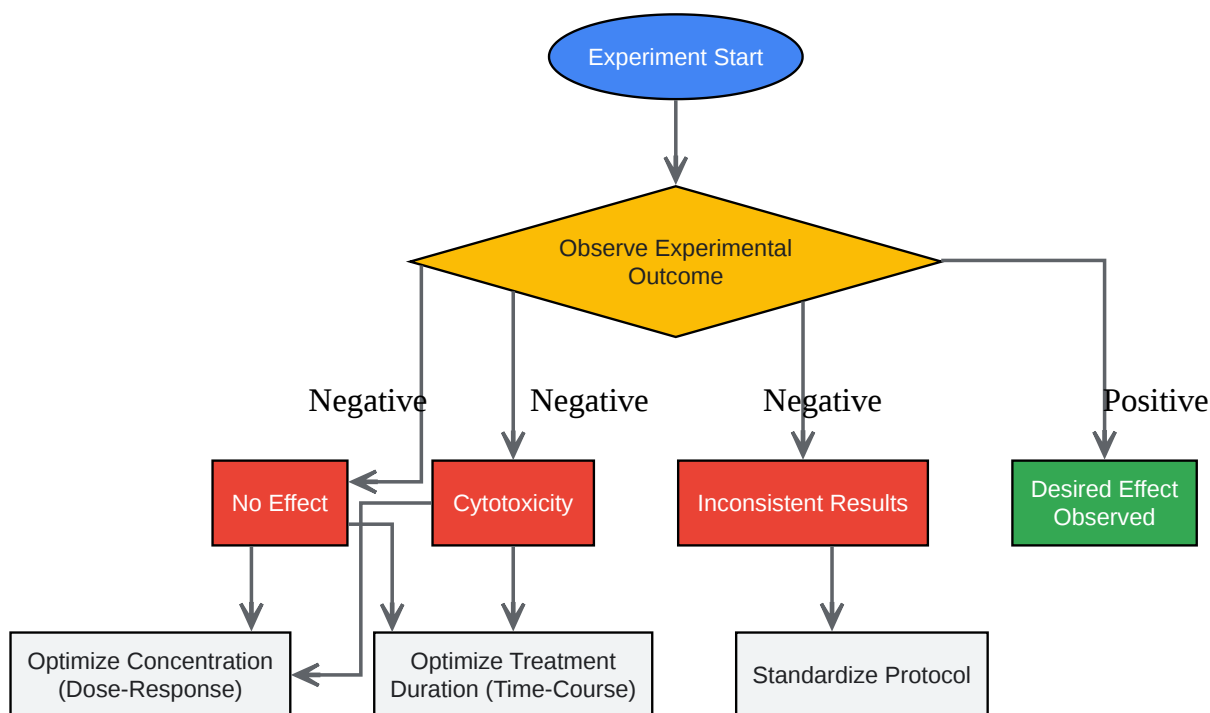 Experiment Start
Observe Experimental
Outcome
Negative
Negative
Negative
Positive
No Effect
Cytotoxicity
Inconsistent Results
Desired Effect
Observed
Optimize Concentration
(Dose-Response)
Optimize Treatment
Duration (Time-Course)
Standardize Protocol